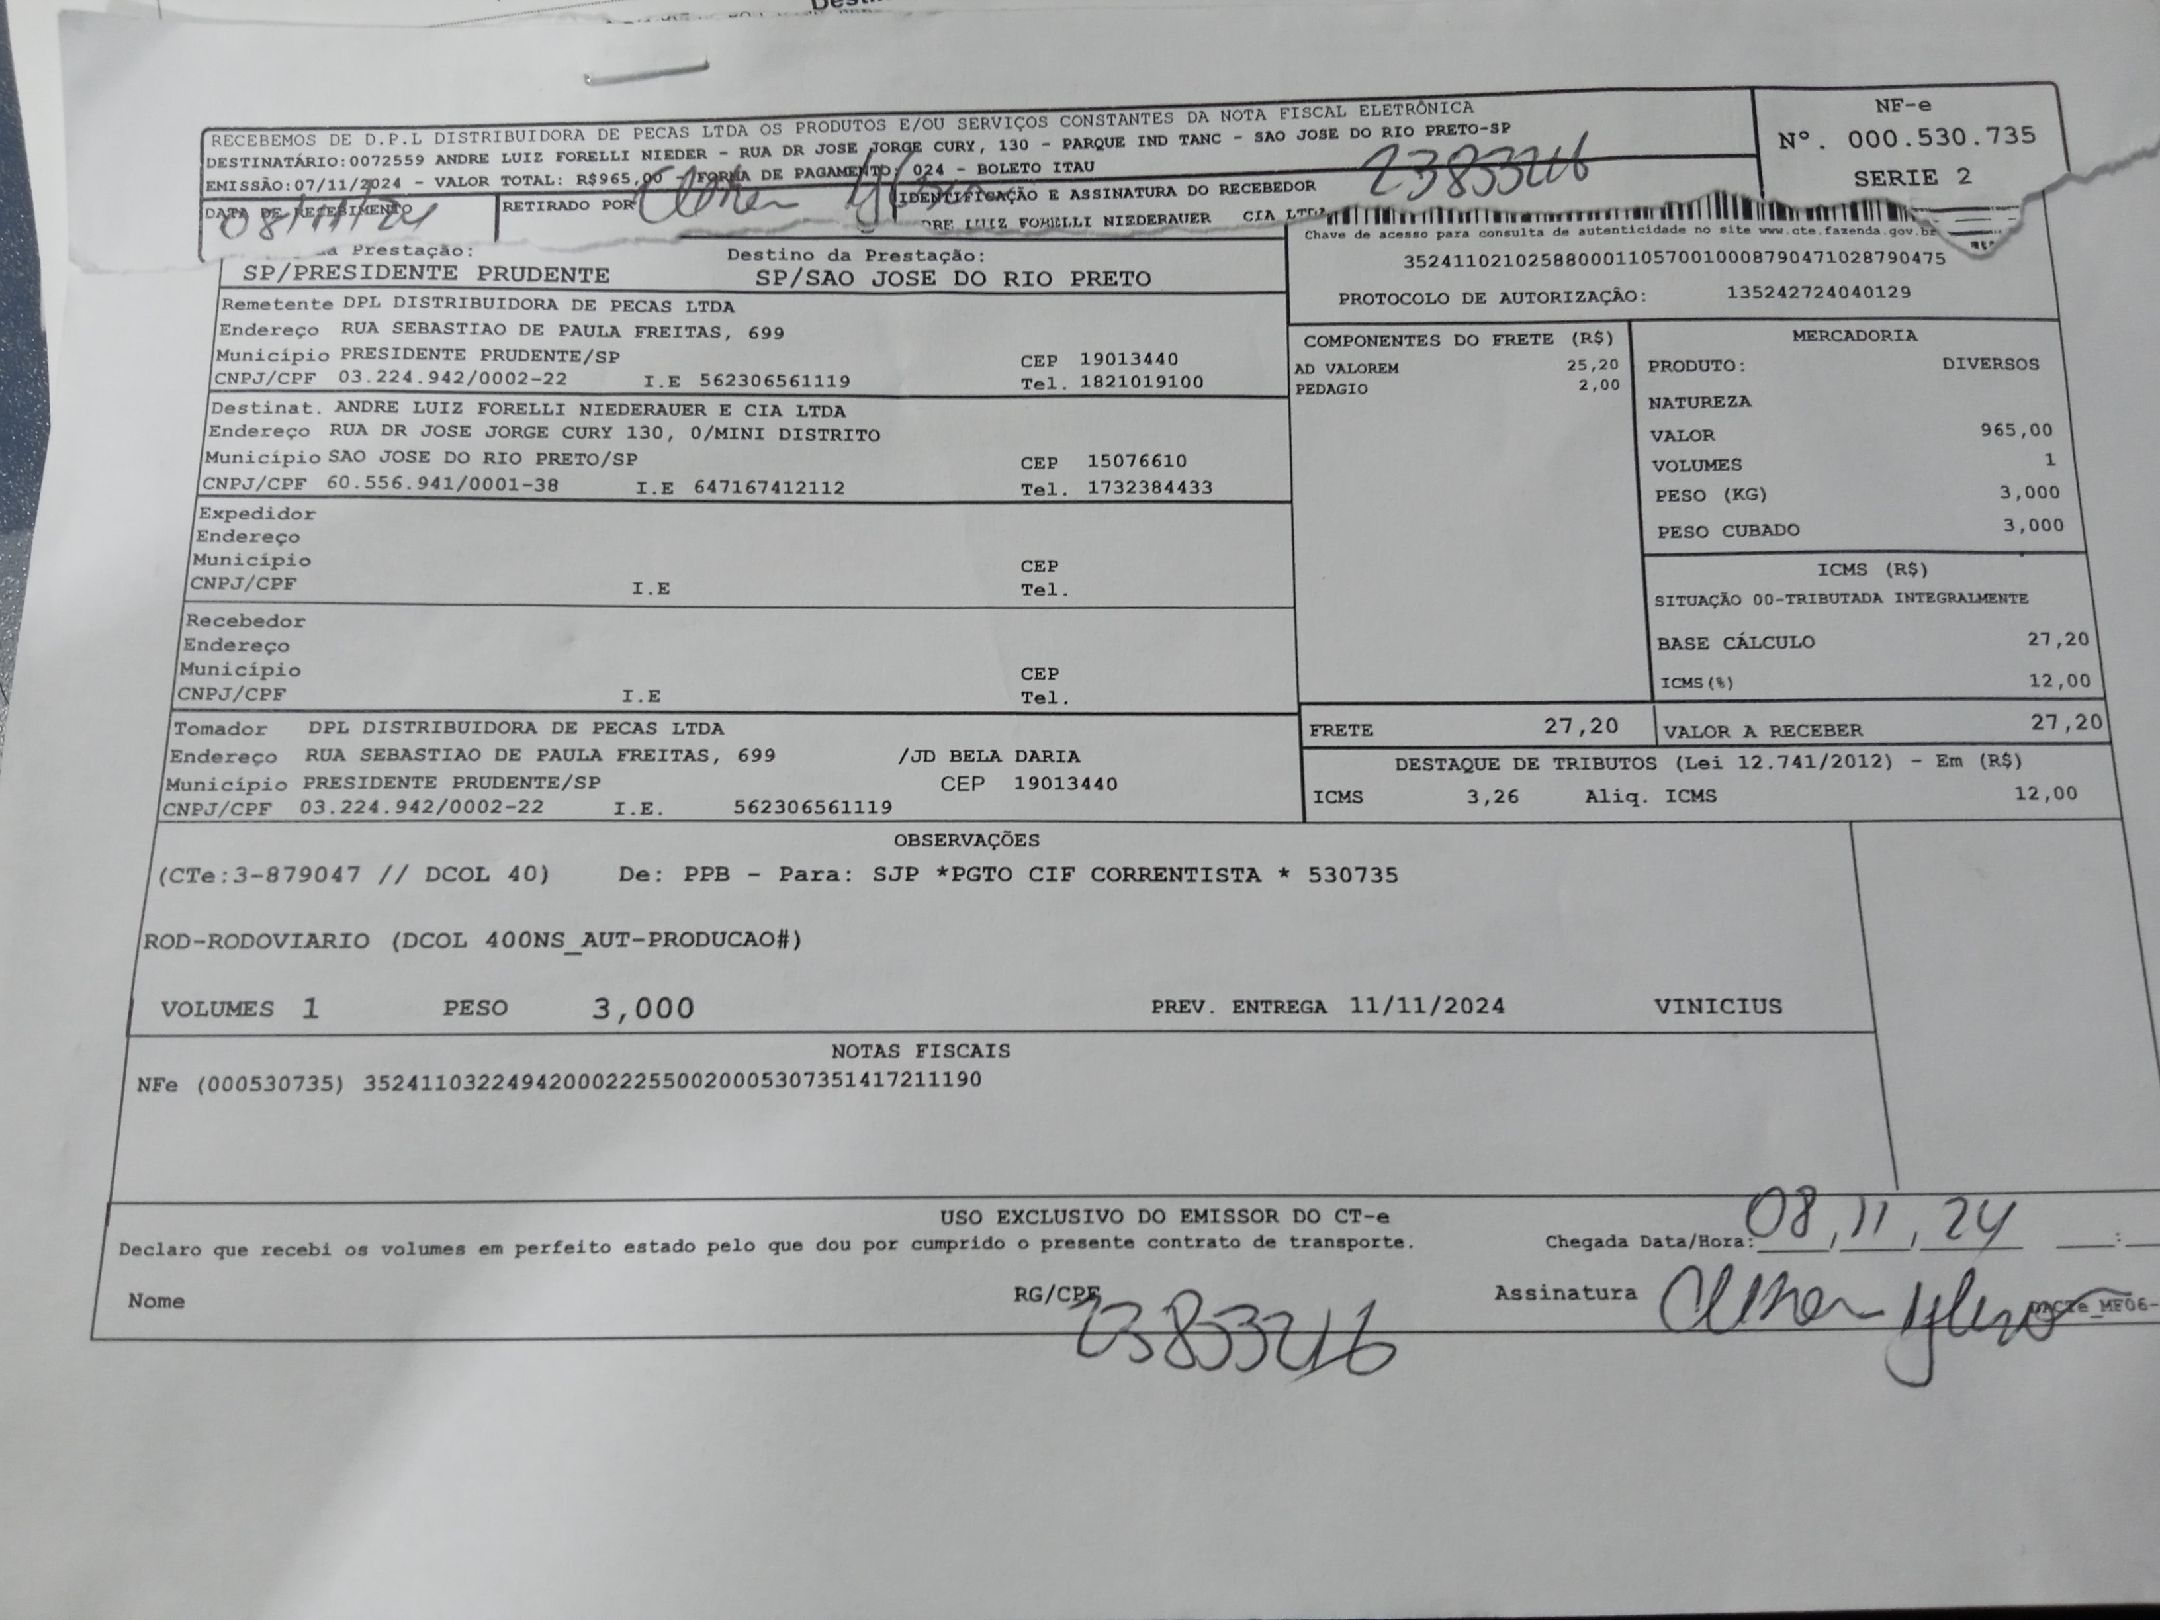 RECEBEMOS DE D.P.L DISTRIBUIDORA DE PECAS LTDA OS PRODUTOS E/OU SERVIÇOS CONSTANTES DA NOTA FISCAL ELETRÔNICA
DESTINATÁRIO:0072559 ANDRE LUIZ FORELLI NIEDER - RUA DR JOSE JORGE CURY, 130 - PARQUE IND TANC - SAO JOSE DO RIO PRETO-SP
EMISSÃO:07/11/2024 - VALOR TOTAL: R$965,00 - FORMA DE PAGAMENTO: 024 - BOLETO ITAU
NF-e
Nº. 000.530.735
SERIE 2
DATA DE RECEBIMENTO
08/11/24
RETIRADO POR
IDENTIFICAÇÃO E ASSINATURA DO RECEBEDOR
23833216
DRE LUIZ FORELLI NIEDERAUER CIA LTDA
Chave de acesso para consulta de autenticidade no site www.cte.fazenda.gov.br
35241102102588000110570010008790471028790475
PROTOCOLO DE AUTORIZAÇÃO: 135242724040129
a Prestação:
SP/PRESIDENTE PRUDENTE
Destino da Prestação:
SP/SAO JOSE DO RIO PRETO
Remetente DPL DISTRIBUIDORA DE PECAS LTDA
Endereço RUA SEBASTIAO DE PAULA FREITAS, 699
Município PRESIDENTE PRUDENTE/SP CEP 19013440
CNPJ/CPF 03.224.942/0002-22 I.E 562306561119 Tel. 1821019100
Destinat. ANDRE LUIZ FORELLI NIEDERAUER E CIA LTDA
Endereço RUA DR JOSE JORGE CURY 130, 0/MINI DISTRITO
Município SAO JOSE DO RIO PRETO/SP CEP 15076610
CNPJ/CPF 60.556.941/0001-38 I.E 647167412112 Tel. 1732384433
Expedidor
Endereço
Município CEP
CNPJ/CPF I.E Tel.
Recebedor
Endereço
Município CEP
CNPJ/CPF I.E Tel.
Tomador DPL DISTRIBUIDORA DE PECAS LTDA
Endereço RUA SEBASTIAO DE PAULA FREITAS, 699 /JD BELA DARIA
Município PRESIDENTE PRUDENTE/SP CEP 19013440
CNPJ/CPF 03.224.942/0002-22 I.E. 562306561119
COMPONENTES DO FRETE (R$)
AD VALOREM 25,20
PEDAGIO 2,00
MERCADORIA
PRODUTO: DIVERSOS
NATUREZA
VALOR 965,00
VOLUMES 1
PESO (KG) 3,000
PESO CUBADO 3,000
ICMS (R$)
SITUAÇÃO 00-TRIBUTADA INTEGRALMENTE
BASE CÁLCULO 27,20
ICMS(%) 12,00
FRETE 27,20
VALOR A RECEBER 27,20
DESTAQUE DE TRIBUTOS (Lei 12.741/2012) - Em (R$)
ICMS 3,26 Aliq. ICMS 12,00
OBSERVAÇÕES
(CTe:3-879047 // DCOL 40) De: PPB - Para: SJP *PGTO CIF CORRENTISTA * 530735
ROD-RODOVIARIO (DCOL 400NS_AUT-PRODUCAO#)
VOLUMES 1 PESO 3,000 PREV. ENTREGA 11/11/2024 VINICIUS
NOTAS FISCAIS
NFe (000530735) 35241103224942000222550020005307351417211190
USO EXCLUSIVO DO EMISSOR DO CT-e
Declaro que recebi os volumes em perfeito estado pelo que dou por cumprido o presente contrato de transporte.
Chegada Data/Hora: 08/11/24 :
Nome
RG/CPF 23833216
Assinatura